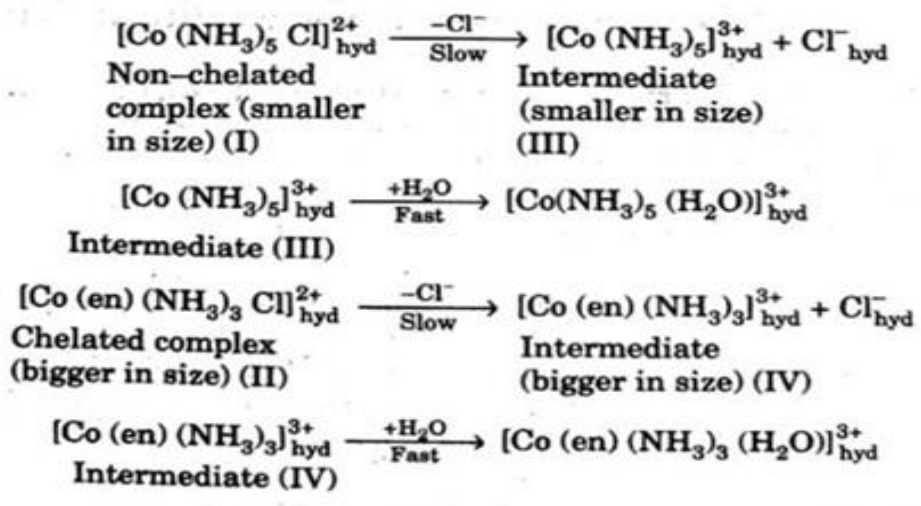 [Co (NH₃)₅ Cl]²⁺hyd —−Cl⁻ / Slow→ [Co (NH₃)₅]³⁺hyd + Cl⁻hyd
Non–chelated Intermediate
complex (smaller (smaller in size)
in size) (I) (III)
[Co (NH₃)₅]³⁺hyd —+H₂O / Fast→ [Co(NH₃)₅ (H₂O)]³⁺hyd
Intermediate (III)
[Co (en) (NH₃)₃ Cl]²⁺hyd —−Cl⁻ / Slow→ [Co (en) (NH₃)₃]³⁺hyd + Cl⁻hyd
Chelated complex Intermediate
(bigger in size) (II) (bigger in size) (IV)
[Co (en) (NH₃)₃]³⁺hyd —+H₂O / Fast→ [Co (en) (NH₃)₃ (H₂O)]³⁺hyd
Intermediate (IV)